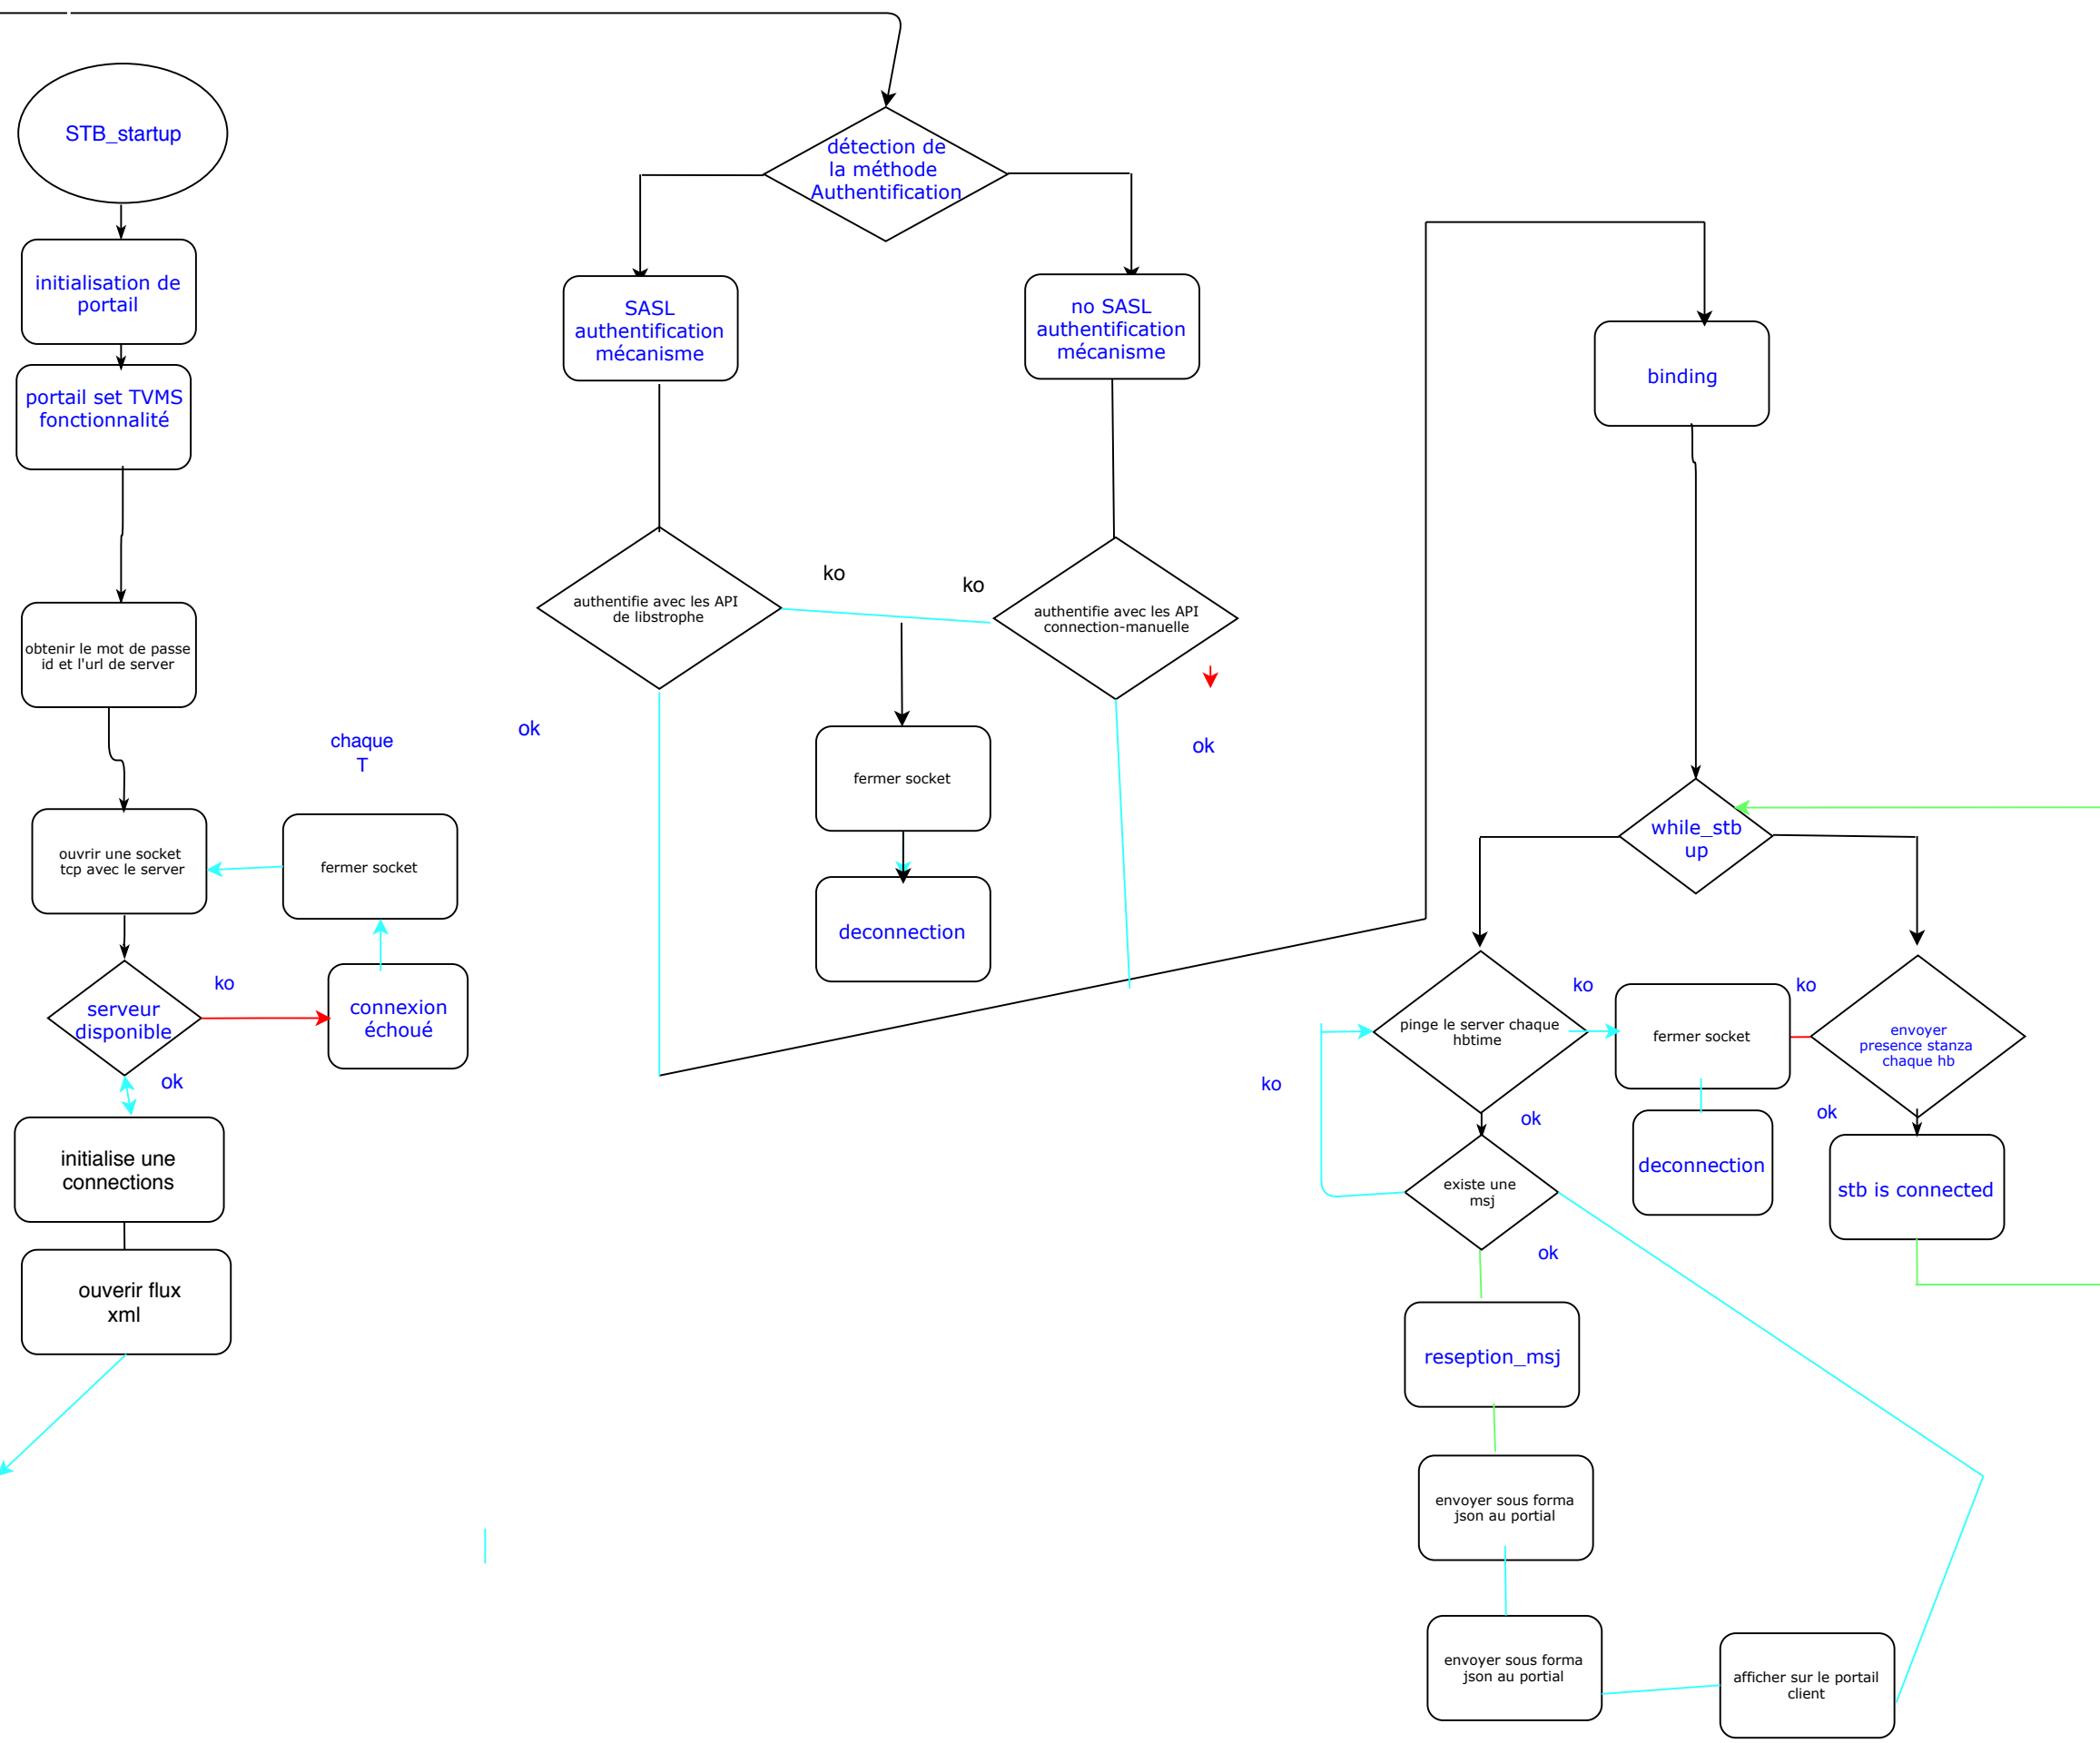 STB_startup
initialisation de
portail
portail set TVMS
fonctionnalité
obtenir le mot de passe
id et l'url de server
chaque
T
ouvrir une socket
tcp avec le server
fermer socket
serveur
disponible
ko
connexion
échoué
ok
initialise une
connections
ouverir flux
xml
détection de
la méthode
Authentification
SASL
authentification
mécanisme
no SASL
authentification
mécanisme
authentifie avec les API
de libstrophe
ko
ko
authentifie avec les API
connection-manuelle
ok
ok
fermer socket
deconnection
binding
while_stb
up
pinge le server chaque
hbtime
ko
fermer socket
ko
envoyer
presence stanza
chaque hb
ko
ok
deconnection
ok
stb is connected
existe une
msj
ok
reseption_msj
envoyer sous forma
json au portial
envoyer sous forma
json au portial
afficher sur le portail
client